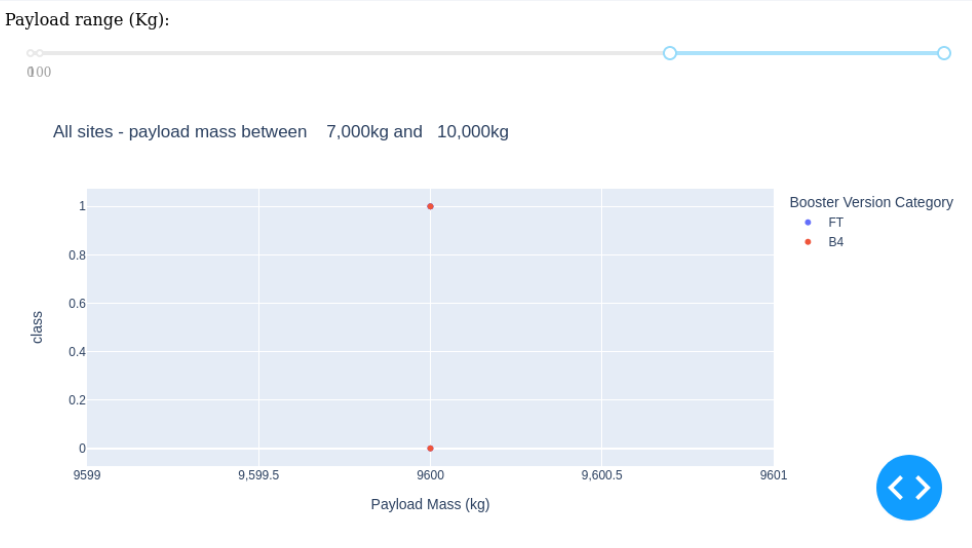 Payload range (Kg):
0 100
All sites - payload mass between 7,000kg and 10,000kg
Booster Version Category
FT
B4
1
0.8
0.6
0.4
0.2
0
class
9599 9,599.5 9600 9,600.5 9601
Payload Mass (kg)